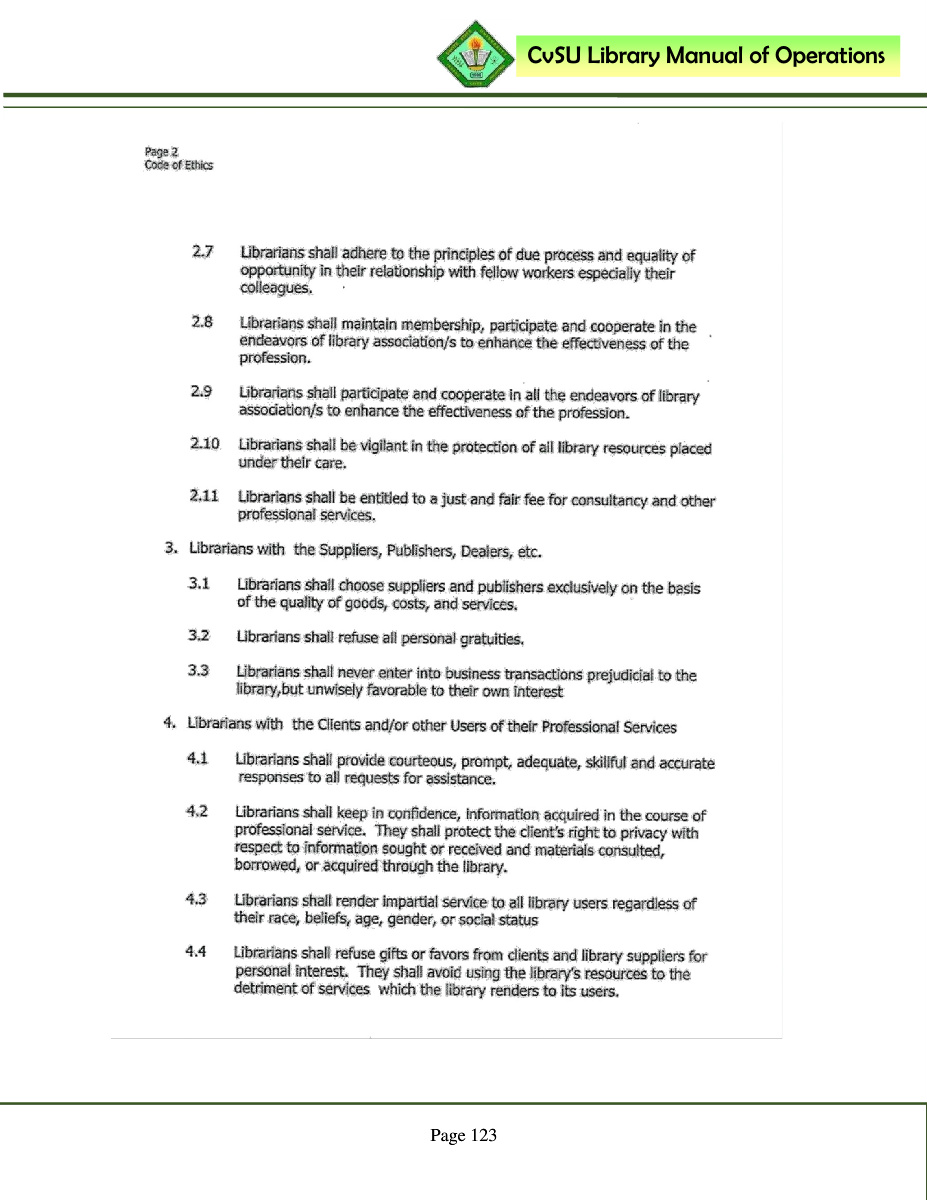 CvSU Library Manual of Operations
Page 2
Code of Ethics
2.7 Librarians shall adhere to the principles of due process and equality of
opportunity in their relationship with fellow workers especially their
colleagues.
2.8 Librarians shall maintain membership, participate and cooperate in the
endeavors of library association/s to enhance the effectiveness of the
profession.
2.9 Librarians shall participate and cooperate in all the endeavors of library
association/s to enhance the effectiveness of the profession.
2.10 Librarians shall be vigilant in the protection of all library resources placed
under their care.
2.11 Librarians shall be entitled to a just and fair fee for consultancy and other
professional services.
3. Librarians with the Suppliers, Publishers, Dealers, etc.
3.1 Librarians shall choose suppliers and publishers exclusively on the basis
of the quality of goods, costs, and services.
3.2 Librarians shall refuse all personal gratuities.
3.3 Librarians shall never enter into business transactions prejudicial to the
library,but unwisely favorable to their own interest
4. Librarians with the Clients and/or other Users of their Professional Services
4.1 Librarians shall provide courteous, prompt, adequate, skillful and accurate
responses to all requests for assistance.
4.2 Librarians shall keep in confidence, information acquired in the course of
professional service. They shall protect the client's right to privacy with
respect to information sought or received and materials consulted,
borrowed, or acquired through the library.
4.3 Librarians shall render impartial service to all library users regardless of
their race, beliefs, age, gender, or social status
4.4 Librarians shall refuse gifts or favors from clients and library suppliers for
personal interest. They shall avoid using the library's resources to the
detriment of services which the library renders to its users.
Page 123